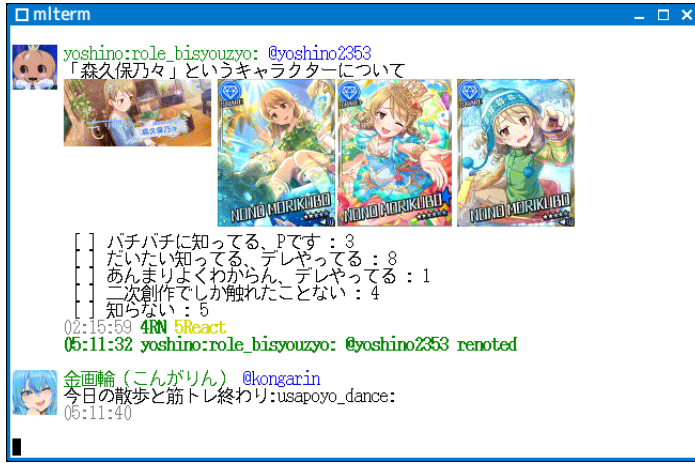 mlterm
yoshino:role_bisyouzyo: @yoshino2353
「森久保乃々」というキャラクターについて
森久保乃々
NONO MORIKUBO
NONO MORIKUBO
NONO MORIKUBO
[ ] バチバチに知ってる、Pです : 3
[ ] だいたい知ってる、デレやってる : 8
[ ] あんまりよくわからん、デレやってる : 1
[ ] 二次創作でしか触れたことない : 4
[ ] 知らない : 5
02:15:59 4RN 5React
05:11:32 yoshino:role_bisyouzyo: @yoshino2353 renoted
金画輪（こんがりん） @kongarin
今日の散歩と筋トレ終わり:usapoyo_dance:
05:11:40